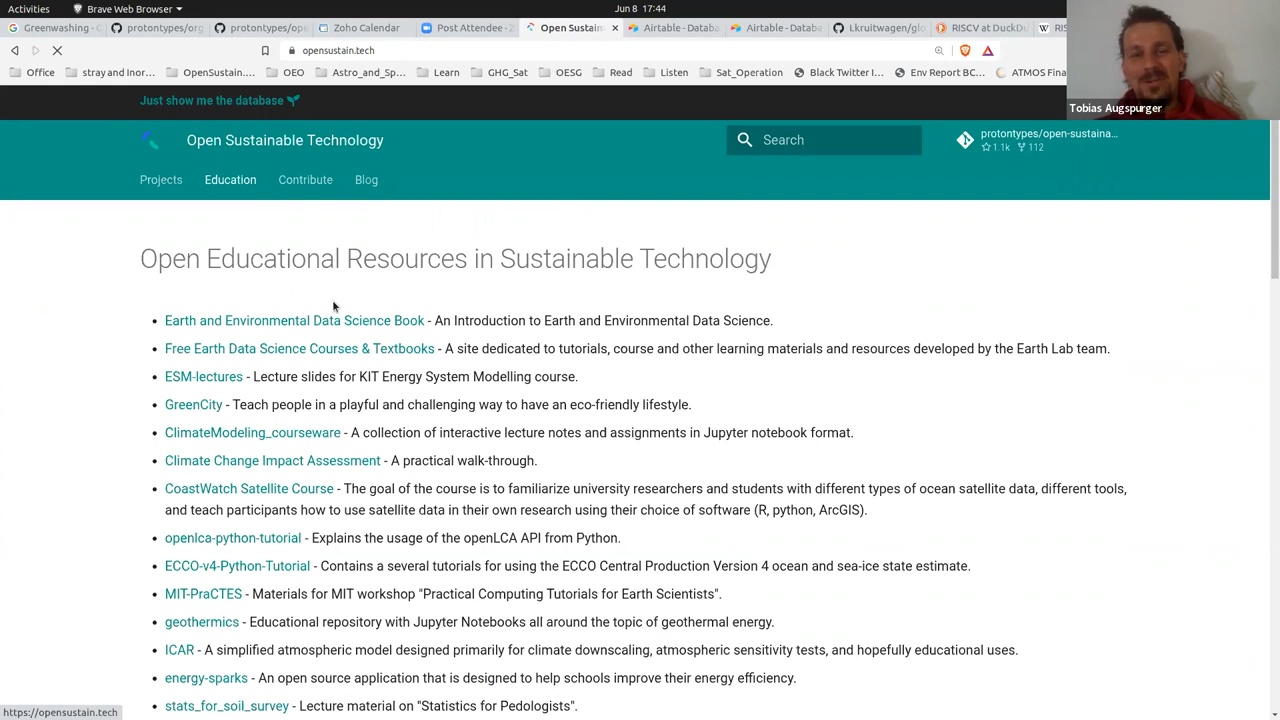 Activities
Brave Web Browser
Jun 8 17:44
Greenwashing -
protontypes/org
protontypes/ope
Zoho Calendar
Post Attendee - Z
Open Sustain
Airtable - Datab
Airtable - Databa
Lkruitwagen/glo
RISCV at DuckD
W RIS
opensustain.tech
Office
stray and Inor...
OpenSustain....
OEO
Astro_and_Sp...
Learn
GHG_Sat
OESG
Read
Listen
Sat_Operation
Black Twitter I...
Env Report BC...
ATMOS Fm
Tobias Augspurger
Just show me the database
Open Sustainable Technology
Search
protontypes/open-sustaina...
1.1k 112
Projects
Education
Contribute
Blog
Open Educational Resources in Sustainable Technology
• Earth and Environmental Data Science Book - An Introduction to Earth and Environmental Data Science.
• Free Earth Data Science Courses & Textbooks - A site dedicated to tutorials, course and other learning materials and resources developed by the Earth Lab team.
• ESM-lectures - Lecture slides for KIT Energy System Modelling course.
• GreenCity - Teach people in a playful and challenging way to have an eco-friendly lifestyle.
• ClimateModeling_courseware - A collection of interactive lecture notes and assignments in Jupyter notebook format.
• Climate Change Impact Assessment - A practical walk-through.
• CoastWatch Satellite Course - The goal of the course is to familiarize university researchers and students with different types of ocean satellite data, different tools,
and teach participants how to use satellite data in their own research using their choice of software (R, python, ArcGIS).
• openlca-python-tutorial - Explains the usage of the openLCA API from Python.
• ECCO-v4-Python-Tutorial - Contains a several tutorials for using the ECCO Central Production Version 4 ocean and sea-ice state estimate.
• MIT-PraCTES - Materials for MIT workshop "Practical Computing Tutorials for Earth Scientists".
• geothermics - Educational repository with Jupyter Notebooks all around the topic of geothermal energy.
• ICAR - A simplified atmospheric model designed primarily for climate downscaling, atmospheric sensitivity tests, and hopefully educational uses.
• energy-sparks - An open source application that is designed to help schools improve their energy efficiency.
• stats_for_soil_survey - Lecture material on "Statistics for Pedologists".
https://opensustain.tech